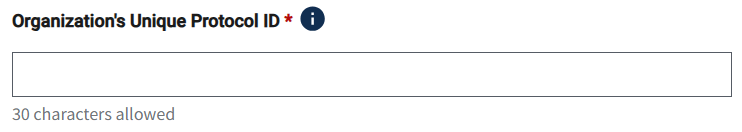 Organization's Unique Protocol ID * i
30 characters allowed